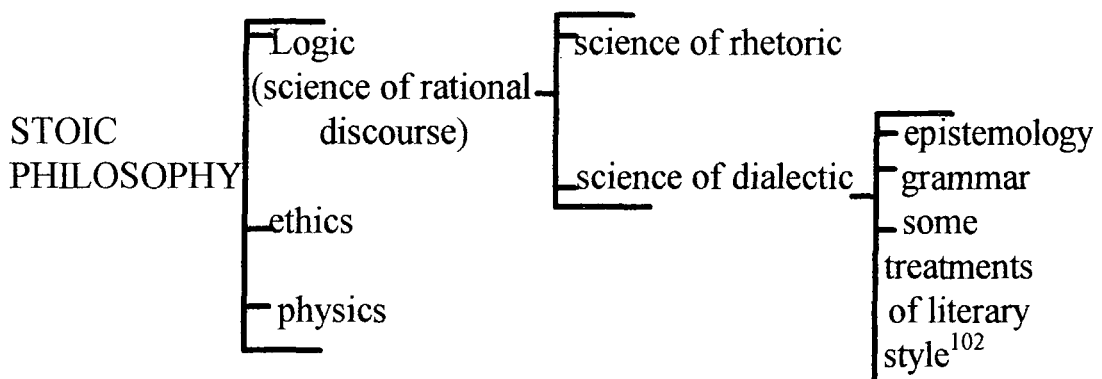 STOIC
PHILOSOPHY
Logic
(science of rational
discourse)
ethics
physics
science of rhetoric
science of dialectic
epistemology
grammar
some
treatments
of literary
style102